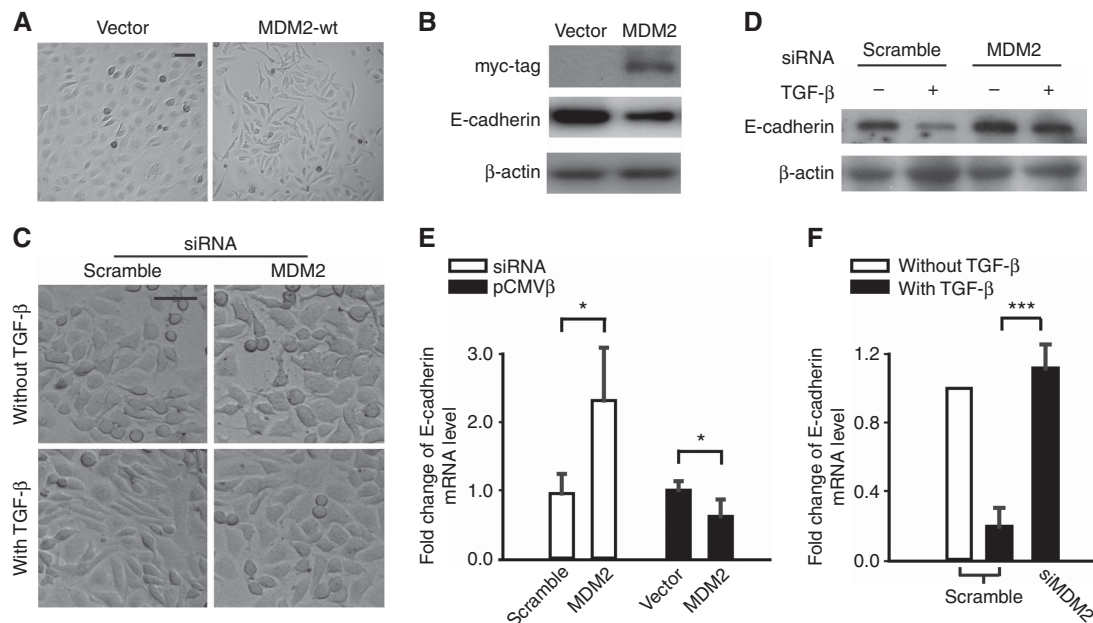 A
Vector MDM2-wt
B
Vector MDM2
myc-tag
E-cadherin
β-actin
D
Scramble MDM2
siRNA
TGF-β − + − +
E-cadherin
β-actin
C
siRNA
Scramble MDM2
Without TGF-β
With TGF-β
E
siRNA
pCMVβ
* *
Fold change of E-cadherin
mRNA level
3.0
2.0
1.0
0.0
Scramble MDM2 Vector MDM2
F
Without TGF-β
With TGF-β
***
Fold change of E-cadherin
mRNA level
1.2
0.8
0.4
0.0
Scramble siMDM2